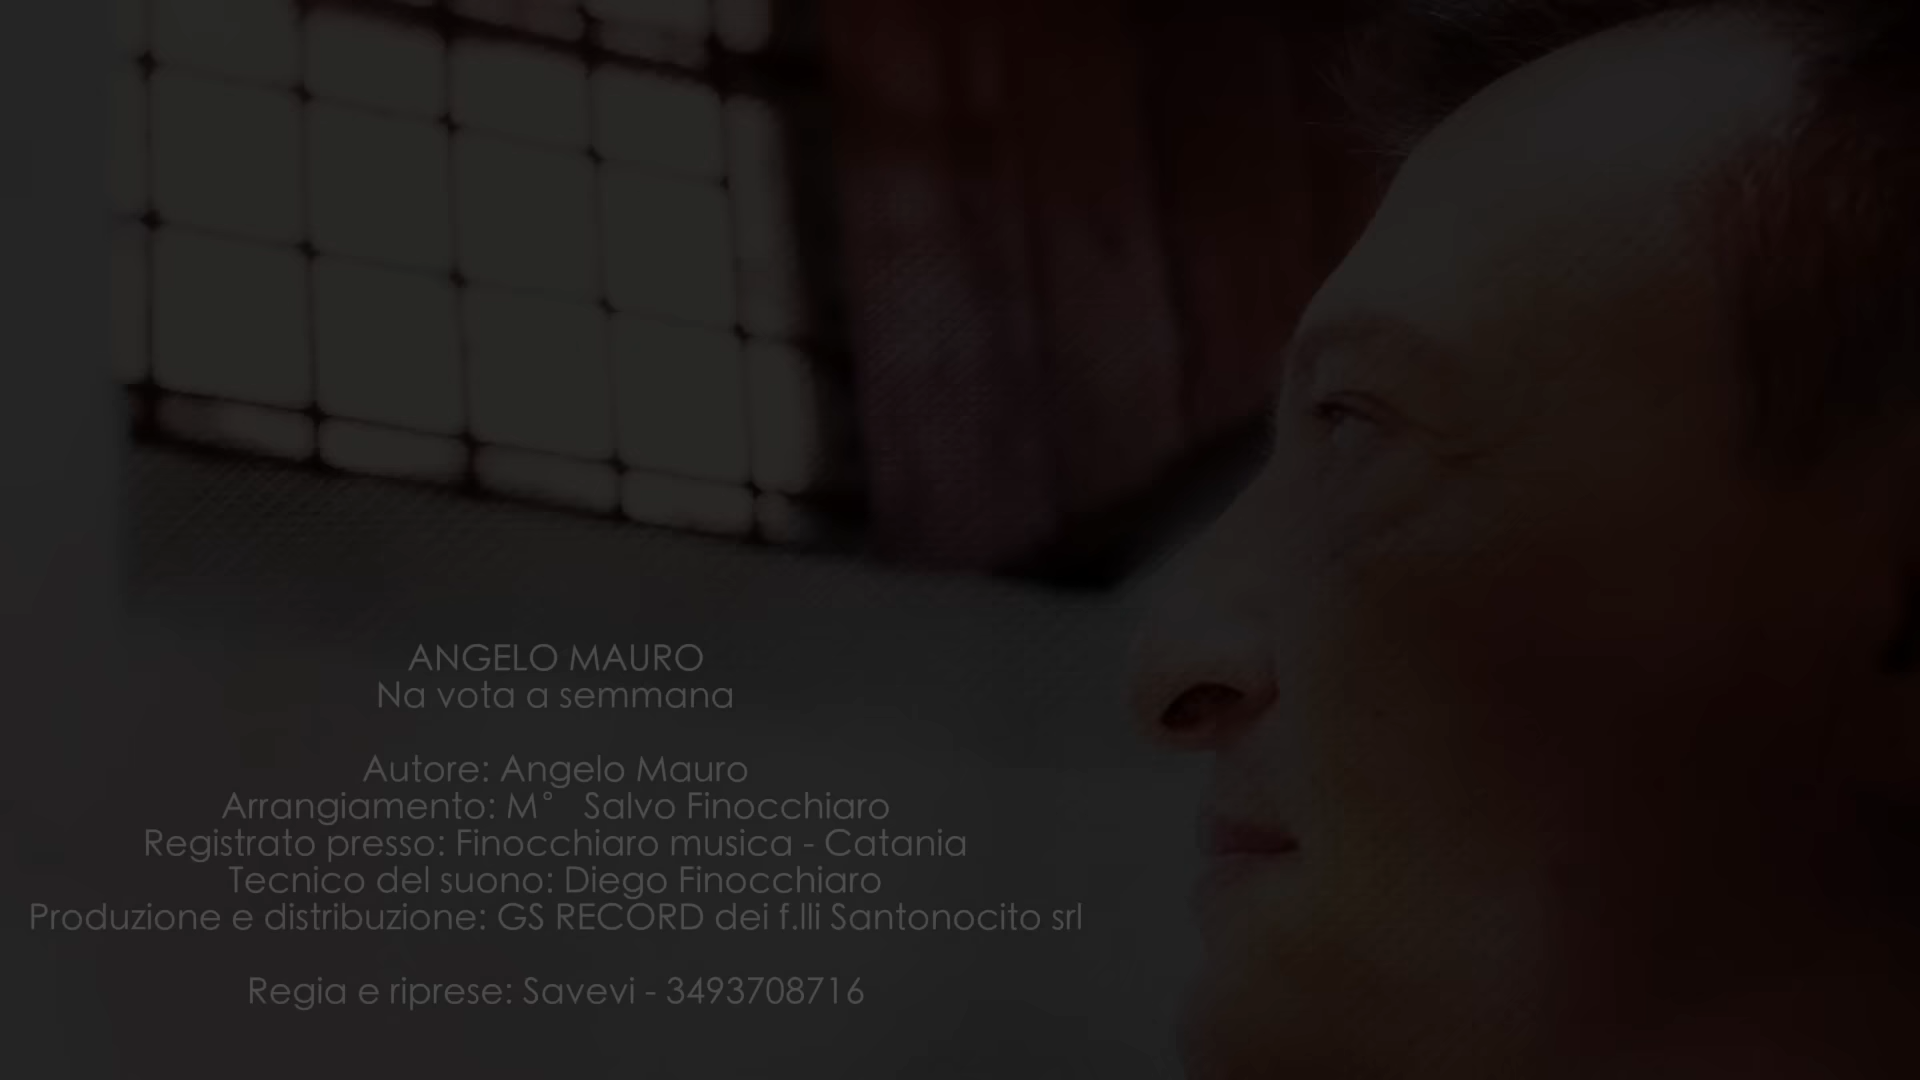 ANGELO MAURO
Na vota a semmana
Autore: Angelo Mauro
Arrangiamento: M° Salvo Finocchiaro
Registrato presso: Finocchiaro musica - Catania
Tecnico del suono: Diego Finocchiaro
Produzione e distribuzione: GS RECORD dei f.lli Santonocito srl
Regia e riprese: Savevi - 3493708716